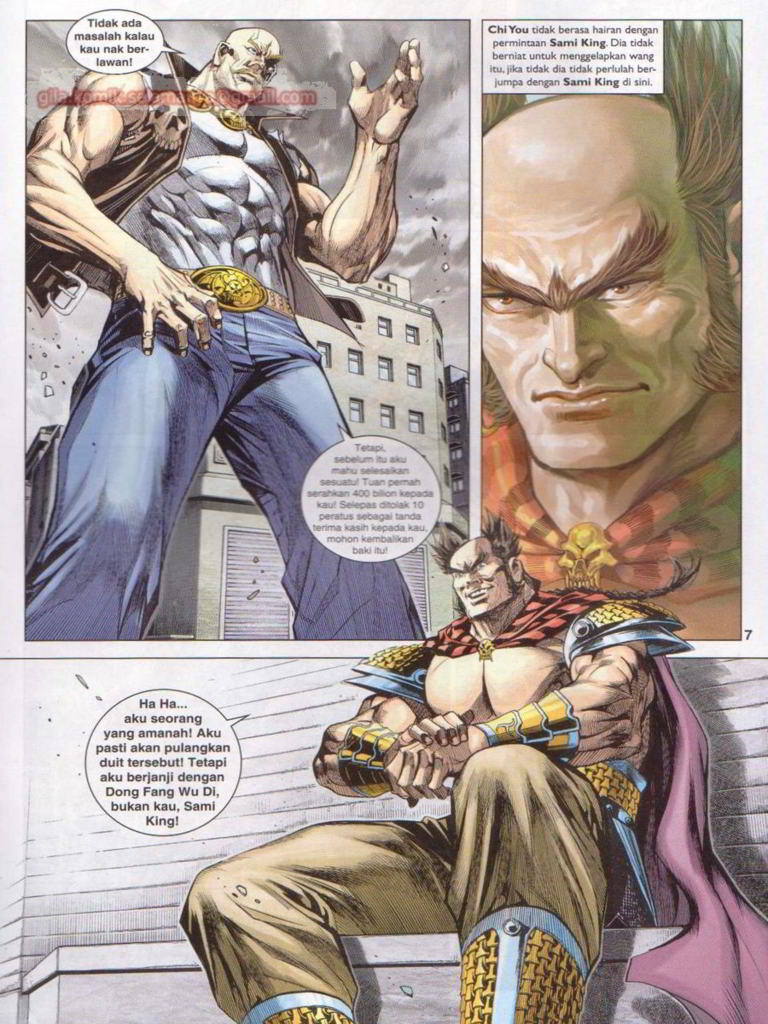 Tidak ada
masalah kalau
kau nak ber-
lawan!
gila.komikseleman@gmail.com
Chi You tidak berasa hairan dengan
permintaan Sami King. Dia tidak
berniat untuk menggelapkan wang
itu, jika tidak dia tidak perlulah ber-
jumpa dengan Sami King di sini.
Tetapi,
sebelum itu aku
mahu selesaikan
sesuatu! Tuan pernah
serahkan 400 bilion kepada
kau! Selepas ditolak 10
peratus sebagai tanda
terima kasih kepada kau,
mohon kembalikan
baki itu!
7
Ha Ha...
aku seorang
yang amanah! Aku
pasti akan pulangkan
duit tersebut! Tetapi
aku berjanji dengan
Dong Fang Wu Di,
bukan kau, Sami
King!